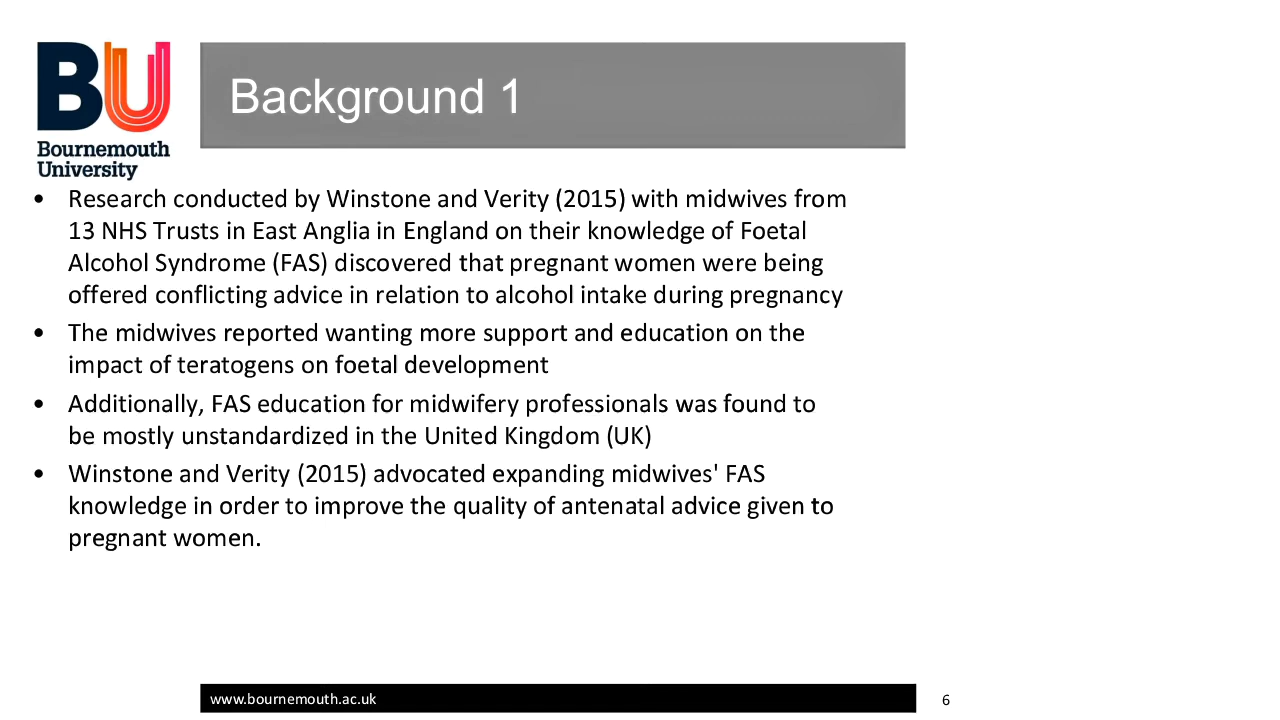 BU
Bournemouth
University
Background 1
• Research conducted by Winstone and Verity (2015) with midwives from
13 NHS Trusts in East Anglia in England on their knowledge of Foetal
Alcohol Syndrome (FAS) discovered that pregnant women were being
offered conflicting advice in relation to alcohol intake during pregnancy
• The midwives reported wanting more support and education on the
impact of teratogens on foetal development
• Additionally, FAS education for midwifery professionals was found to
be mostly unstandardized in the United Kingdom (UK)
• Winstone and Verity (2015) advocated expanding midwives' FAS
knowledge in order to improve the quality of antenatal advice given to
pregnant women.
www.bournemouth.ac.uk
6